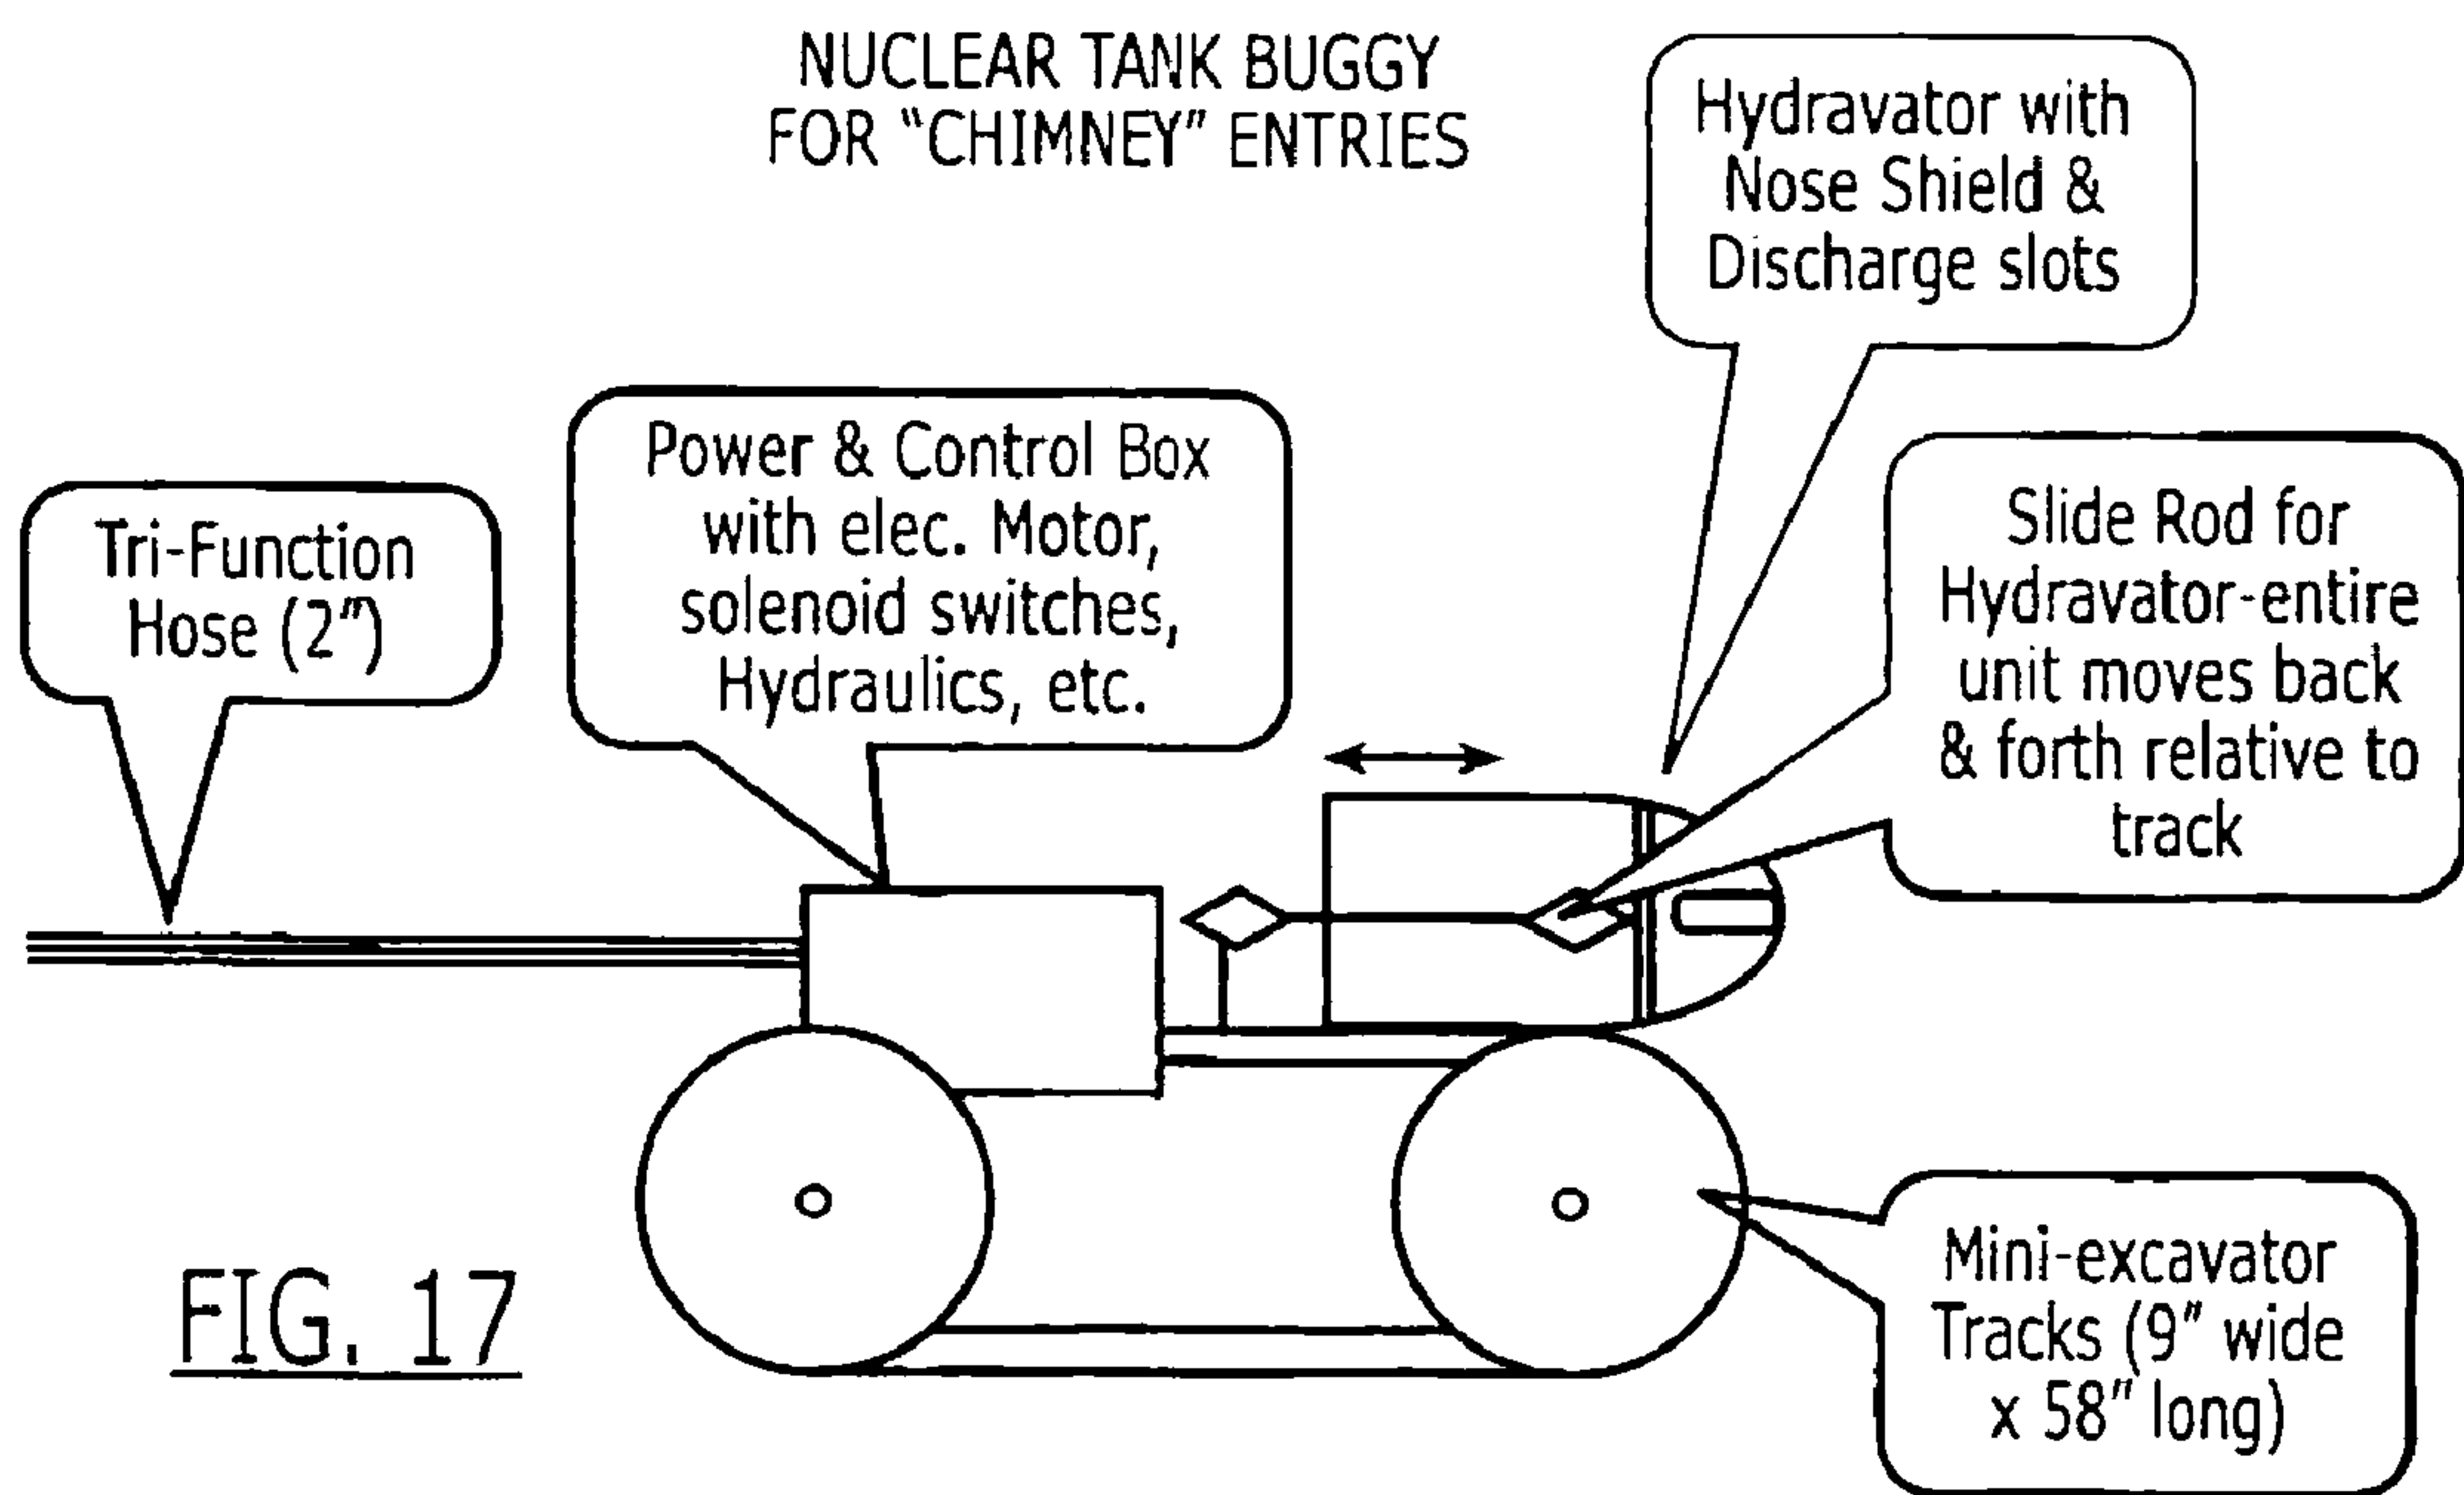 NUCLEAR TANK BUGGY
FOR “CHIMNEY” ENTRIES
Hydravator with
Nose Shield &
Discharge slots
Power & Control Box
with elec. Motor,
solenoid switches,
Hydraulics, etc.
Tri-Function
Hose (2")
Slide Rod for
Hydravator-entire
unit moves back
& forth relative to
track
Mini-excavator
Tracks (9" wide
x 58" long)
FIG. 17